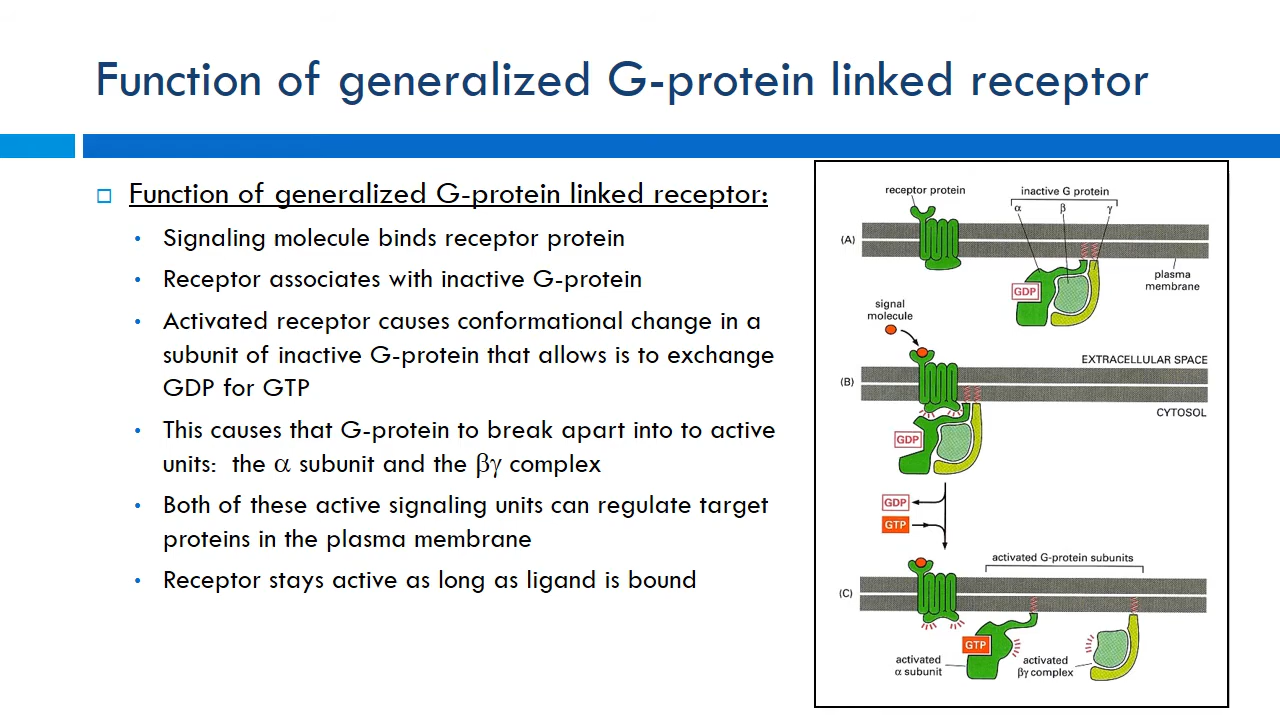 Function of generalized G-protein linked receptor
Function of generalized G-protein linked receptor:
• Signaling molecule binds receptor protein
• Receptor associates with inactive G-protein
• Activated receptor causes conformational change in a
subunit of inactive G-protein that allows is to exchange
GDP for GTP
• This causes that G-protein to break apart into to active
units: the α subunit and the βγ complex
• Both of these active signaling units can regulate target
proteins in the plasma membrane
• Receptor stays active as long as ligand is bound
receptor protein
inactive G protein
α β γ
(A)
plasma
membrane
GDP
signal
molecule
EXTRACELLULAR SPACE
(B)
CYTOSOL
GDP
GDP
GTP
activated G-protein subunits
(C)
GTP
activated
α subunit
activated
βγ complex